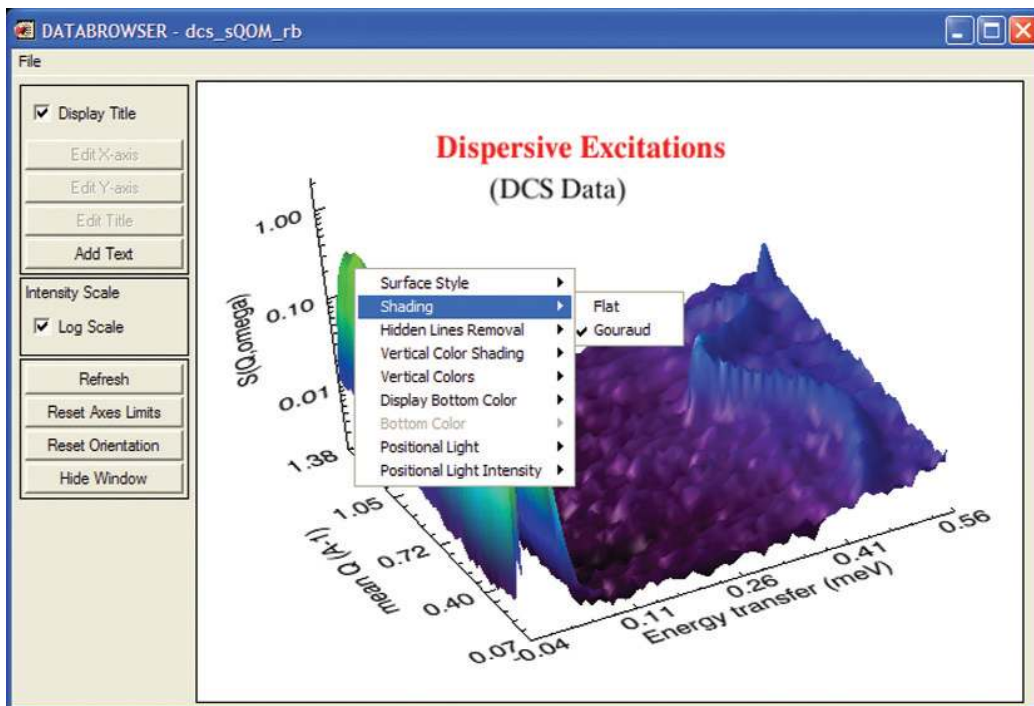 DATABROWSER - dcs_sQOM_rb
File
Display Title
Edit X-axis
Edit Y-axis
Edit Title
Add Text
Intensity Scale
Log Scale
Refresh
Reset Axes Limits
Reset Orientation
Hide Window
Dispersive Excitations
(DCS Data)
S(Q,omega)
1.00
0.10
0.01
Surface Style
Shading
Hidden Lines Removal
Vertical Color Shading
Vertical Colors
Display Bottom Color
Bottom Color
Positional Light
Positional Light Intensity
Flat
Gouraud
1.38
1.05
0.72
0.40
0.07
mean Q (A-1)
-0.04
0.11
0.26
0.41
0.56
Energy transfer (meV)